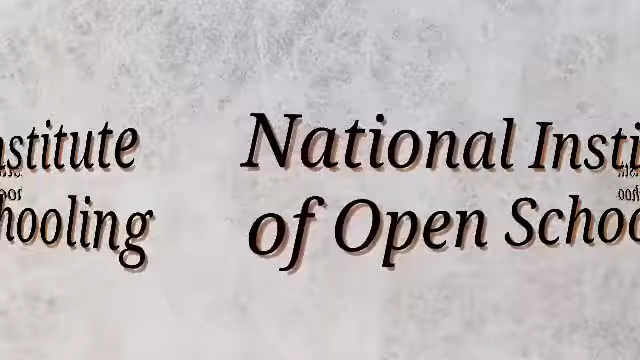 nstitute
hooling
National Insti
of Open Schoo